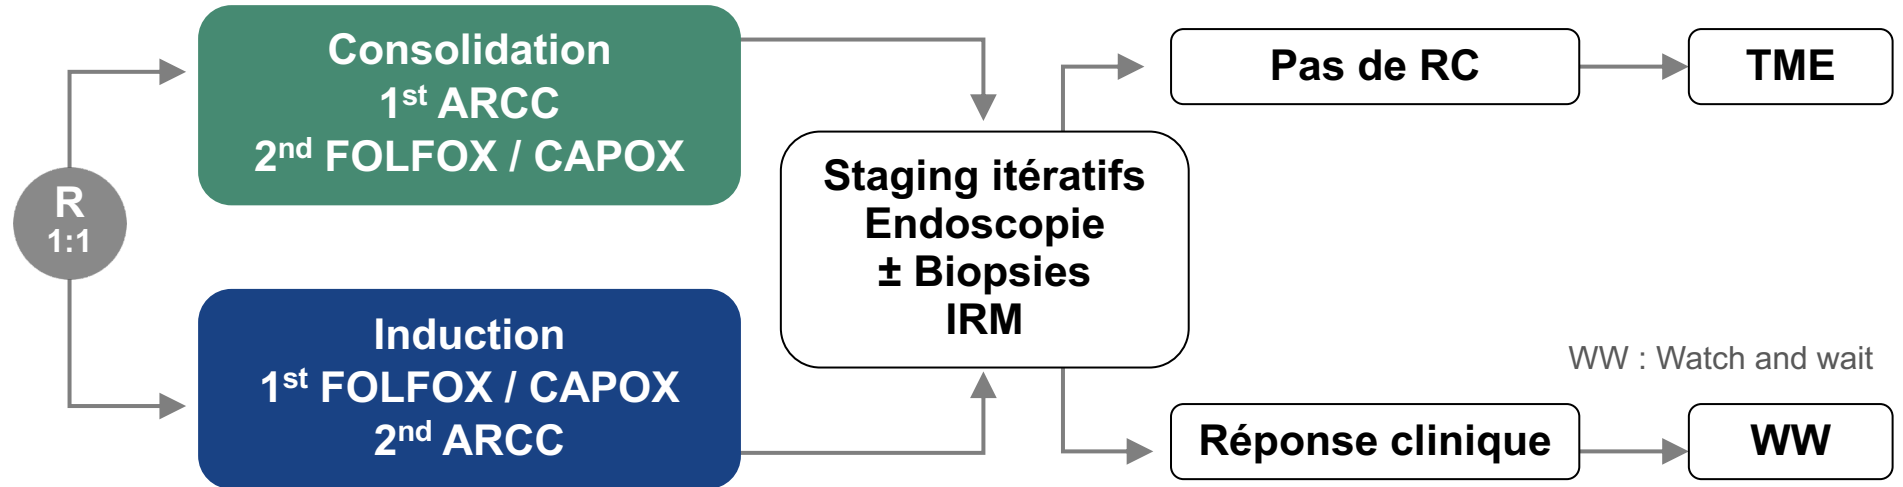 R
1:1
Consolidation
1st ARCC
2nd FOLFOX / CAPOX
Induction
1st FOLFOX / CAPOX
2nd ARCC
Staging itératifs
Endoscopie
± Biopsies
IRM
Pas de RC
TME
WW : Watch and wait
Réponse clinique
WW